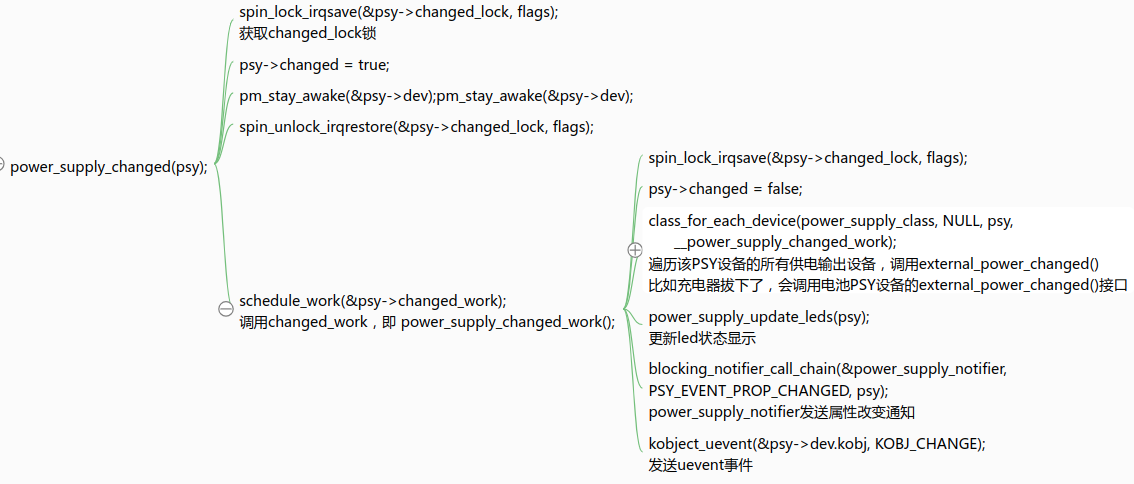 power_supply_changed(psy);
spin_lock_irqsave(&psy->changed_lock, flags);
获取changed_lock锁
psy->changed = true;
pm_stay_awake(&psy->dev);pm_stay_awake(&psy->dev);
spin_unlock_irqrestore(&psy->changed_lock, flags);
schedule_work(&psy->changed_work);
调用changed_work，即 power_supply_changed_work();
spin_lock_irqsave(&psy->changed_lock, flags);
psy->changed = false;
class_for_each_device(power_supply_class, NULL, psy,
__power_supply_changed_work);
遍历该PSY设备的所有供电输出设备，调用external_power_changed()
比如充电器拔下了，会调用电池PSY设备的external_power_changed()接口
power_supply_update_leds(psy);
更新led状态显示
blocking_notifier_call_chain(&power_supply_notifier,
PSY_EVENT_PROP_CHANGED, psy);
power_supply_notifier发送属性改变通知
kobject_uevent(&psy->dev.kobj, KOBJ_CHANGE);
发送uevent事件